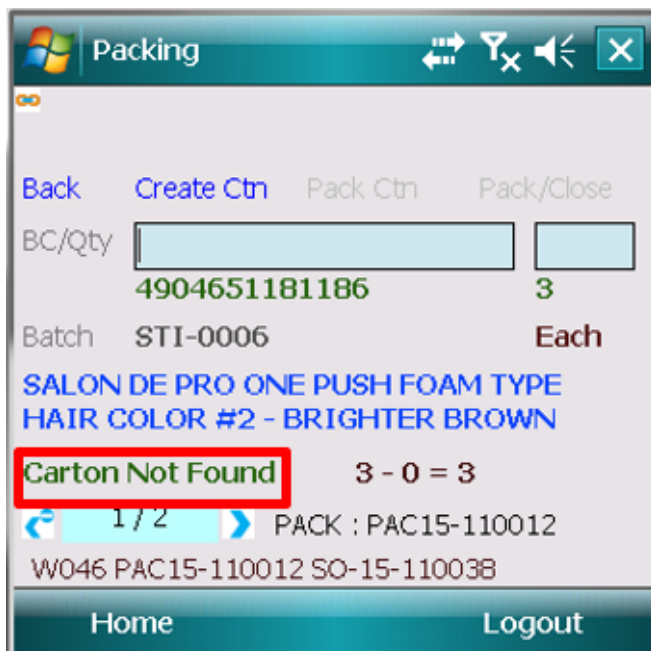 Packing
Back Create Ctn Pack Ctn Pack/Close
BC/Qty
4904651181186 3
Batch STI-0006 Each
SALON DE PRO ONE PUSH FOAM TYPE
HAIR COLOR #2 - BRIGHTER BROWN
Carton Not Found 3 - 0 = 3
1 / 2 PACK : PAC15-110012
W046 PAC15-110012 SO-15-110038
Home Logout